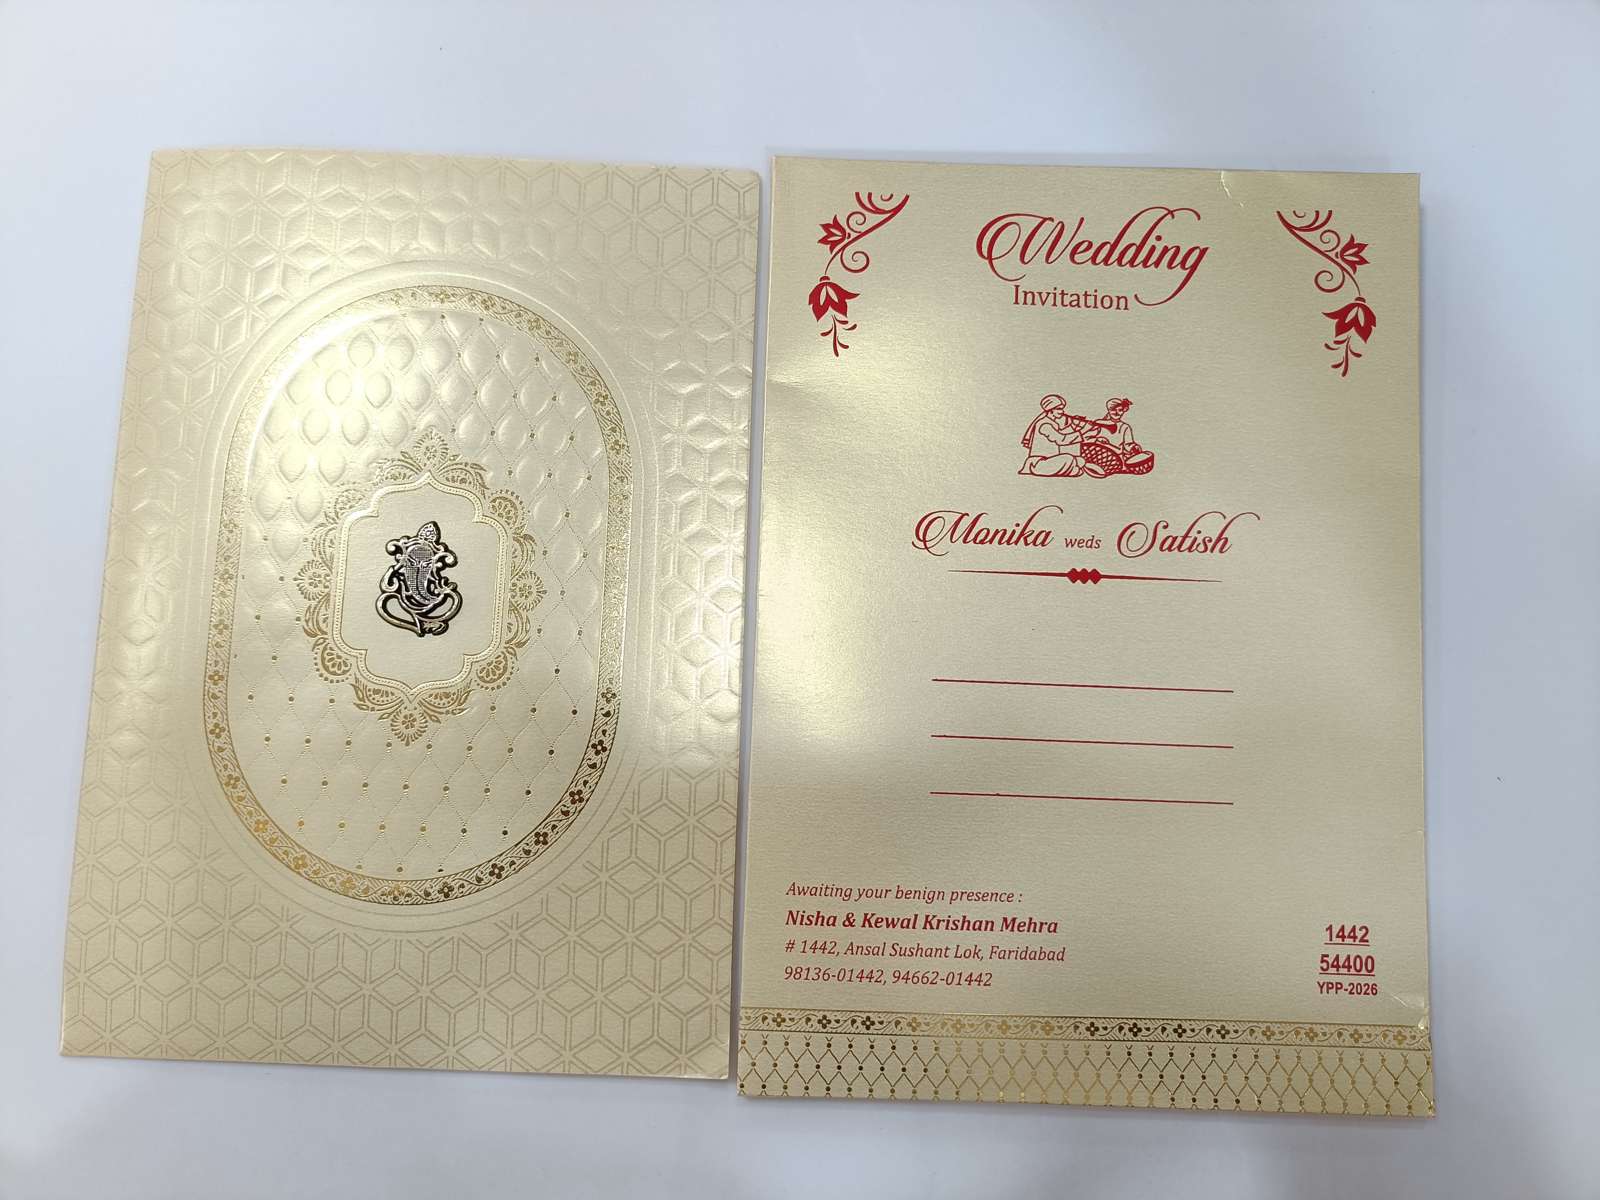 Wedding
Invitation
Monika weds Satish
Awaiting your benign presence :
Nisha & Kewal Krishan Mehra
# 1442, Ansal Sushant Lok, Faridabad
98136-01442, 94662-01442
1442
54400
YPP-2026